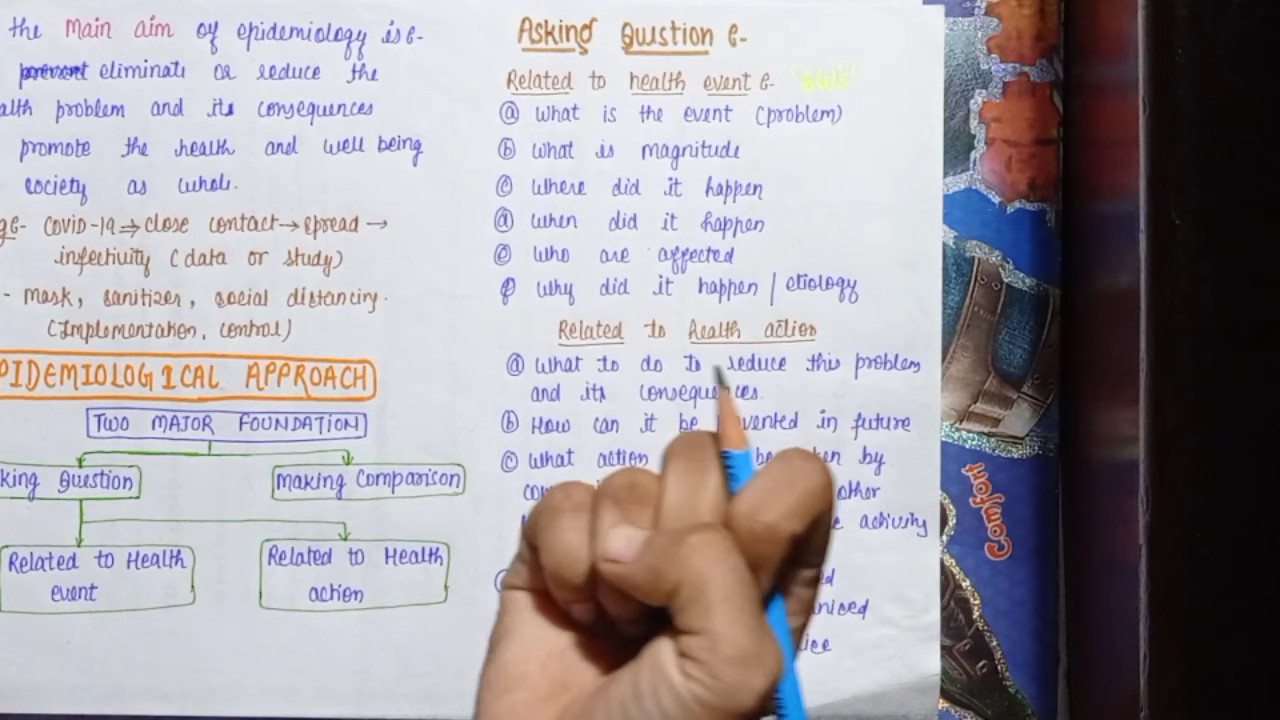 the main aim of epidemiology is :-
prevent eliminate or reduce the
alth problem and its consequences
promote the health and well being
society as whole.
eg:- COVID-19 ⇒ close contact → spread →
infectivity (data or study)
- mask, sanitizer, social distancing.
(Implementation, control)
PIDEMIOLOGICAL APPROACH
TWO MAJOR FOUNDATION
king Question
making Comparison
Related to Health
event
Related to Health
action
Asking Qustion :-
Related to health event :-
ⓐ What is the event (problem)
ⓑ What is magnitude
ⓒ Where did it happen
ⓓ When did it happen
ⓔ Who are affected
ⓕ Why did it happen / etiology
Related to health action
ⓐ What to do to reduce this problem
and its consequences.
ⓑ How can it be vented in future
ⓒ What action be by
other
activity
Comfort